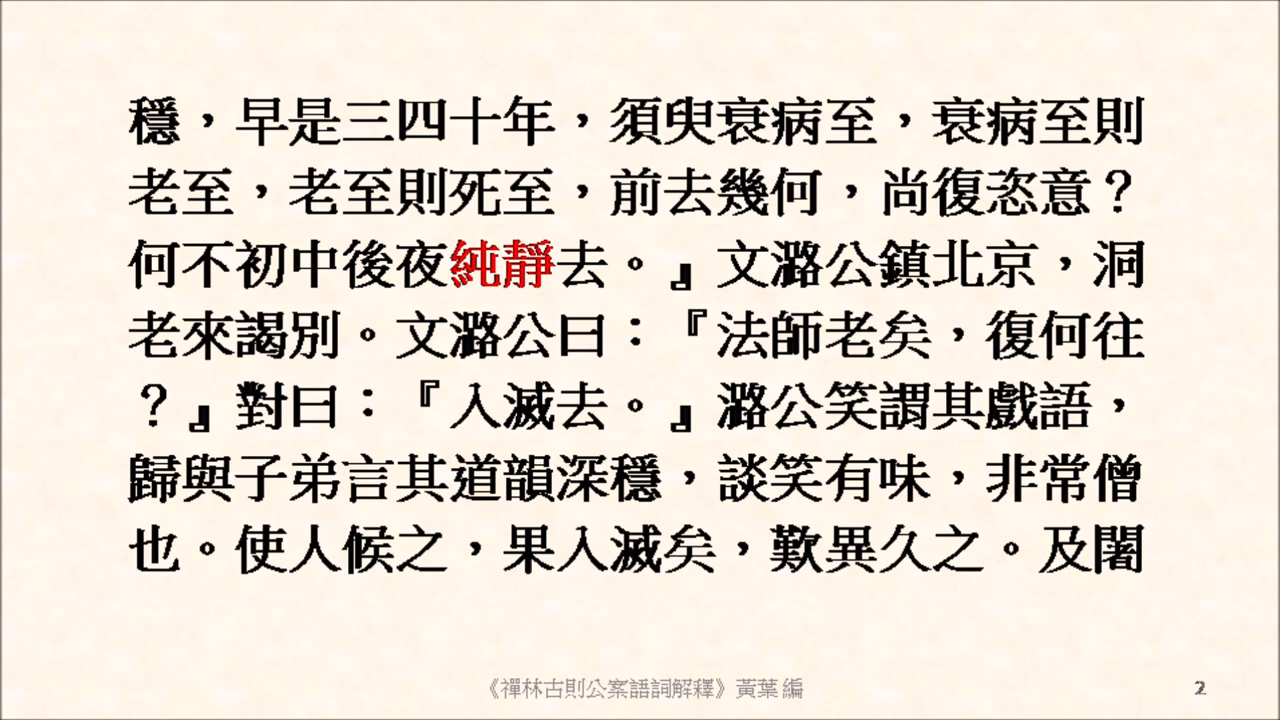 穩，早是三四十年，須臾衰病至，衰病至則
老至，老至則死至，前去幾何，尚復恣意？
何不初中後夜純靜去。』文潞公鎮北京，洞
老來謁別。文潞公曰：『法師老矣，復何往
？』對曰：『入滅去。』潞公笑謂其戲語，
歸與子弟言其道韻深穩，談笑有味，非常僧
也。使人候之，果入滅矣，歎異久之。及闍
《禪林古則公案語詞解釋》黃葉 編
2